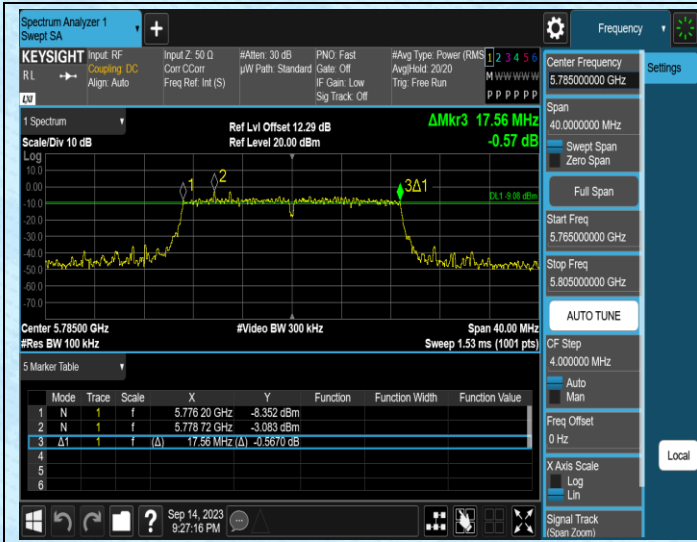 Spectrum Analyzer 1
Swept SA
Frequency
KEYSIGHT
RL
LXI
Input: RF
Coupling: DC
Align: Auto
Input Z: 50 Ω
Corr CCorr
Freq Ref: Int (S)
#Atten: 30 dB
µW Path: Standard
PNO: Fast
Gate: Off
IF Gain: Low
Sig Track: Off
#Avg Type: Power (RMS
Avg|Hold: 20/20
Trig: Free Run
1 2 3 4 5 6
M W W W W W
P P P P P P
1 Spectrum
Scale/Div 10 dB
Ref Lvl Offset 12.29 dB
Ref Level 20.00 dBm
ΔMkr3 17.56 MHz
-0.57 dB
Log
10.0
0.00
-10.0
-20.0
-30.0
-40.0
-50.0
-60.0
-70.0
1
2
3Δ1
DL1 -9.08 dBm
Center 5.78500 GHz
#Res BW 100 kHz
#Video BW 300 kHz
Span 40.00 MHz
Sweep 1.53 ms (1001 pts)
5 Marker Table
Mode Trace Scale X Y Function Function Width Function Value
1 N 1 f 5.776 20 GHz -8.352 dBm
2 N 1 f 5.778 72 GHz -3.083 dBm
3 Δ1 1 f (Δ) 17.56 MHz (Δ) -0.5670 dB
4
5
6
Sep 14, 2023
9:27:16 PM
Center Frequency
5.785000000 GHz
Span
40.0000000 MHz
Swept Span
Zero Span
Full Span
Start Freq
5.765000000 GHz
Stop Freq
5.805000000 GHz
AUTO TUNE
CF Step
4.000000 MHz
Auto
Man
Freq Offset
0 Hz
X Axis Scale
Log
Lin
Signal Track
(Span Zoom)
Settings
Local